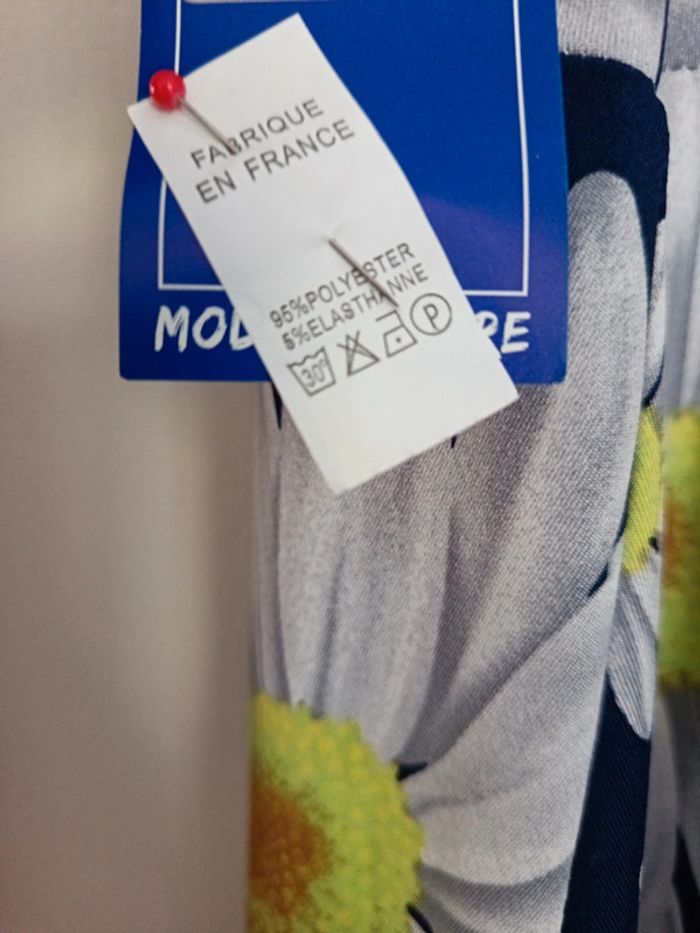 FABRIQUE
EN FRANCE
95%POLYESTER
5%ELASTHANNE
30°
P